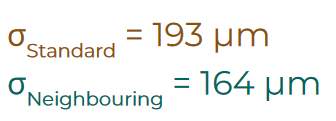 σStandard = 193 μm
σNeighbouring = 164 μm